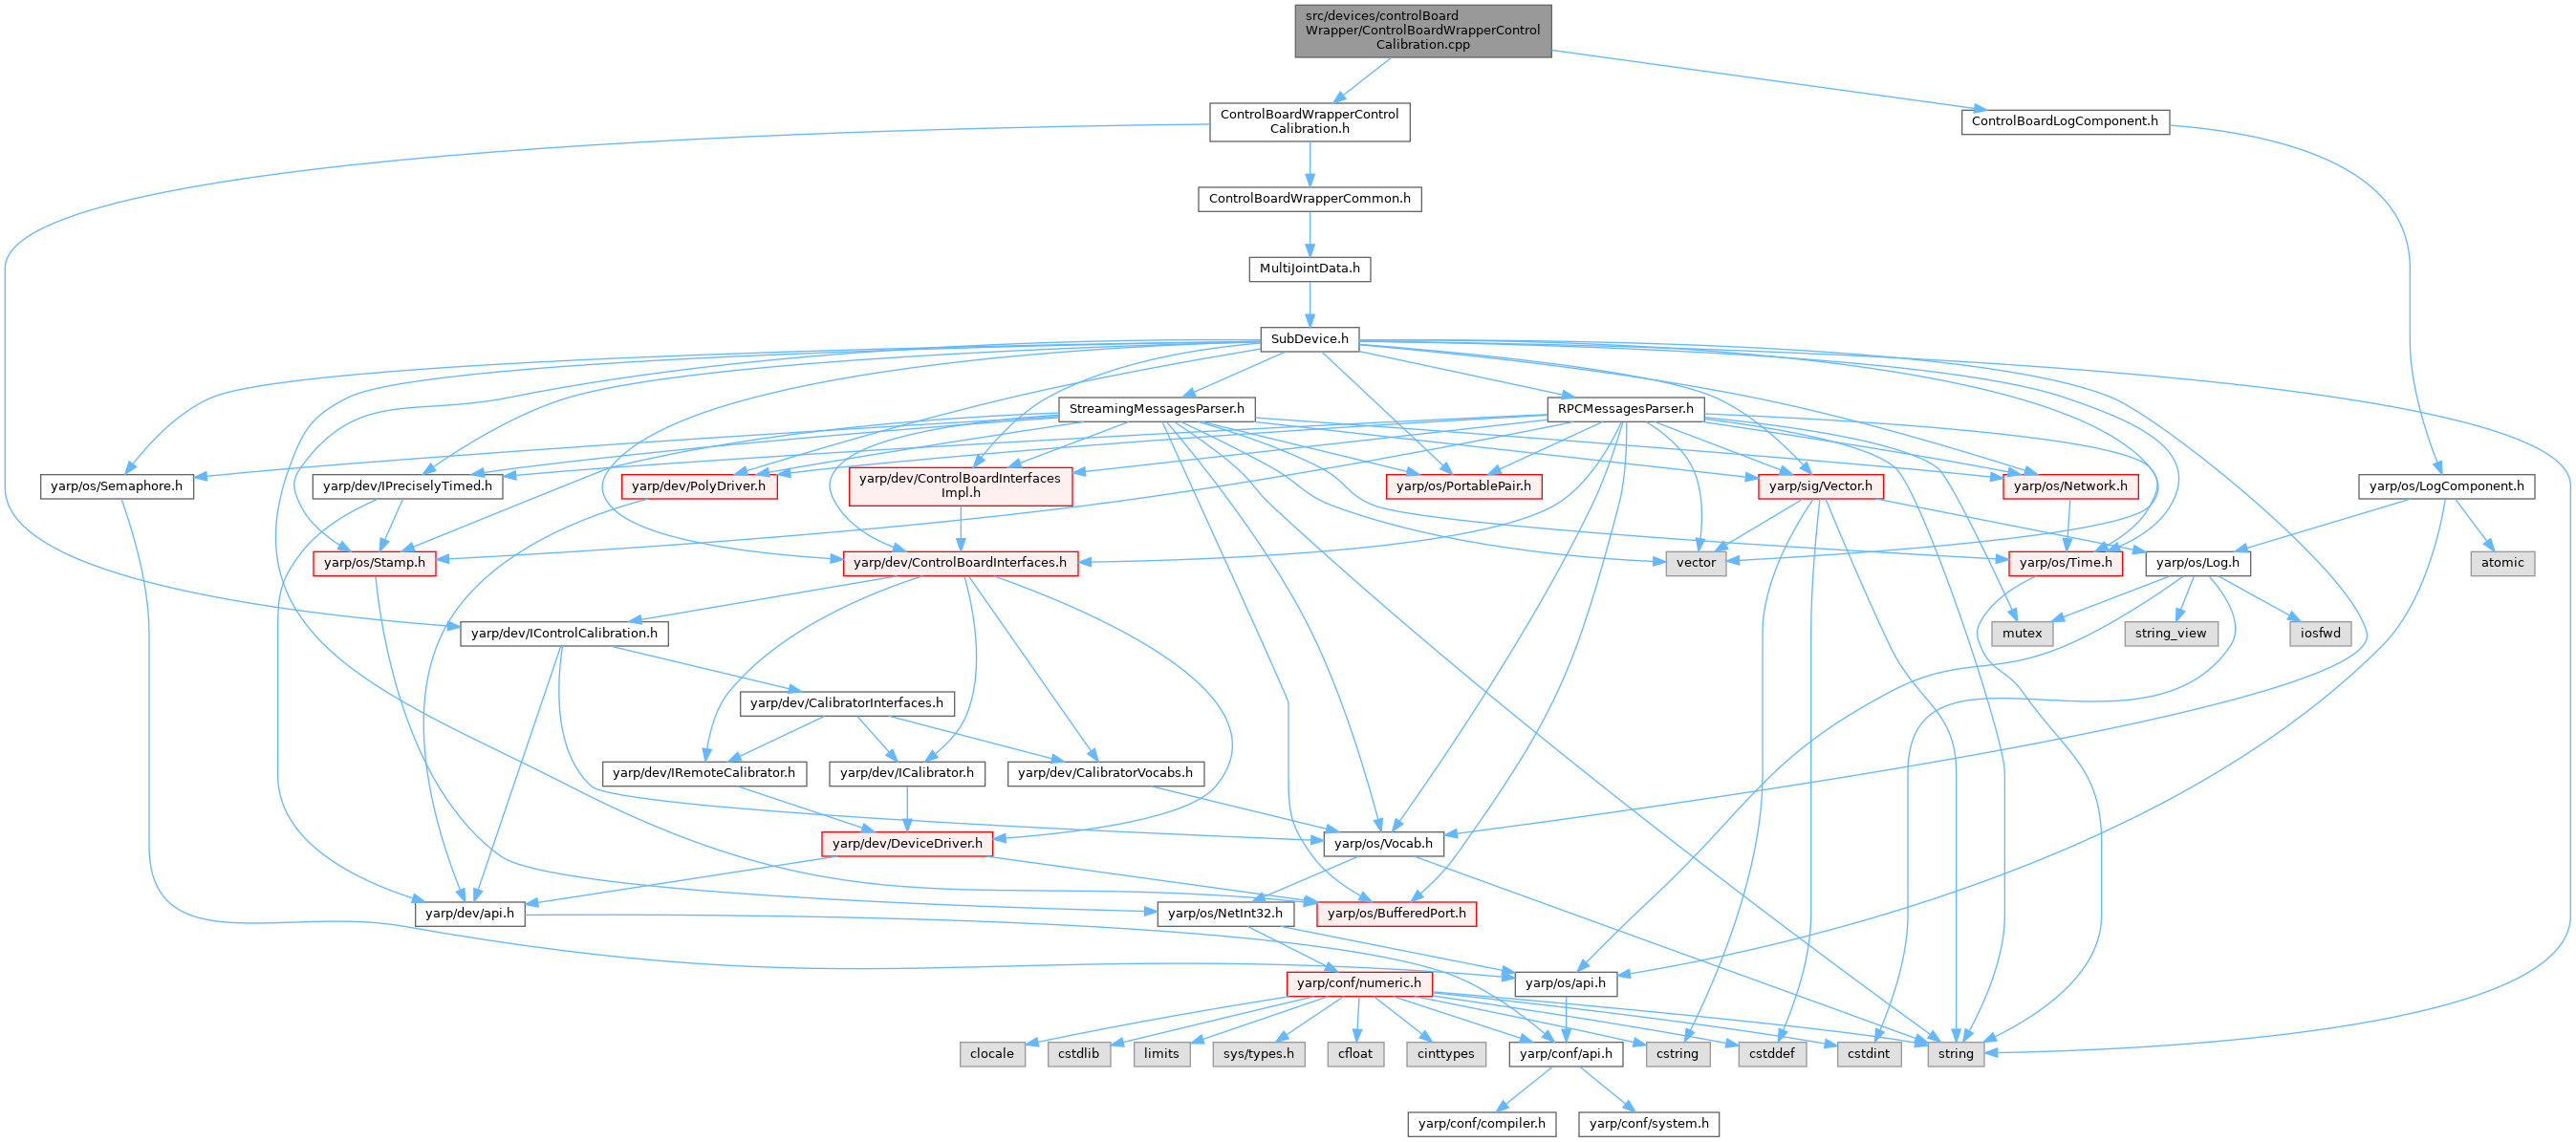 src/devices/controlBoard
Wrapper/ControlBoardWrapperControl
Calibration.cpp
ControlBoardWrapperControl
Calibration.h
ControlBoardLogComponent.h
ControlBoardWrapperCommon.h
MultiJointData.h
SubDevice.h
StreamingMessagesParser.h
RPCMessagesParser.h
yarp/os/Semaphore.h
yarp/dev/IPreciselyTimed.h
yarp/dev/PolyDriver.h
yarp/dev/ControlBoardInterfaces
Impl.h
yarp/os/PortablePair.h
yarp/sig/Vector.h
yarp/os/Network.h
yarp/os/LogComponent.h
yarp/os/Stamp.h
yarp/dev/ControlBoardInterfaces.h
vector
yarp/os/Time.h
yarp/os/Log.h
atomic
yarp/dev/IControlCalibration.h
mutex
string_view
iosfwd
yarp/dev/CalibratorInterfaces.h
yarp/dev/IRemoteCalibrator.h
yarp/dev/ICalibrator.h
yarp/dev/CalibratorVocabs.h
yarp/dev/DeviceDriver.h
yarp/os/Vocab.h
yarp/dev/api.h
yarp/os/NetInt32.h
yarp/os/BufferedPort.h
yarp/conf/numeric.h
yarp/os/api.h
clocale
cstdlib
limits
sys/types.h
cfloat
cinttypes
yarp/conf/api.h
cstring
cstddef
cstdint
string
yarp/conf/compiler.h
yarp/conf/system.h